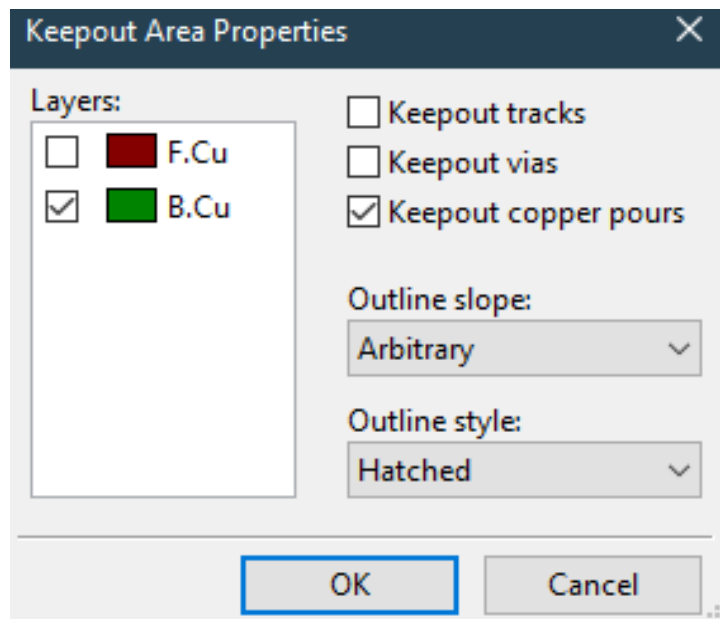 Keepout Area Properties
Layers:
F.Cu
B.Cu
Keepout tracks
Keepout vias
Keepout copper pours
Outline slope:
Arbitrary
Outline style:
Hatched
OK
Cancel